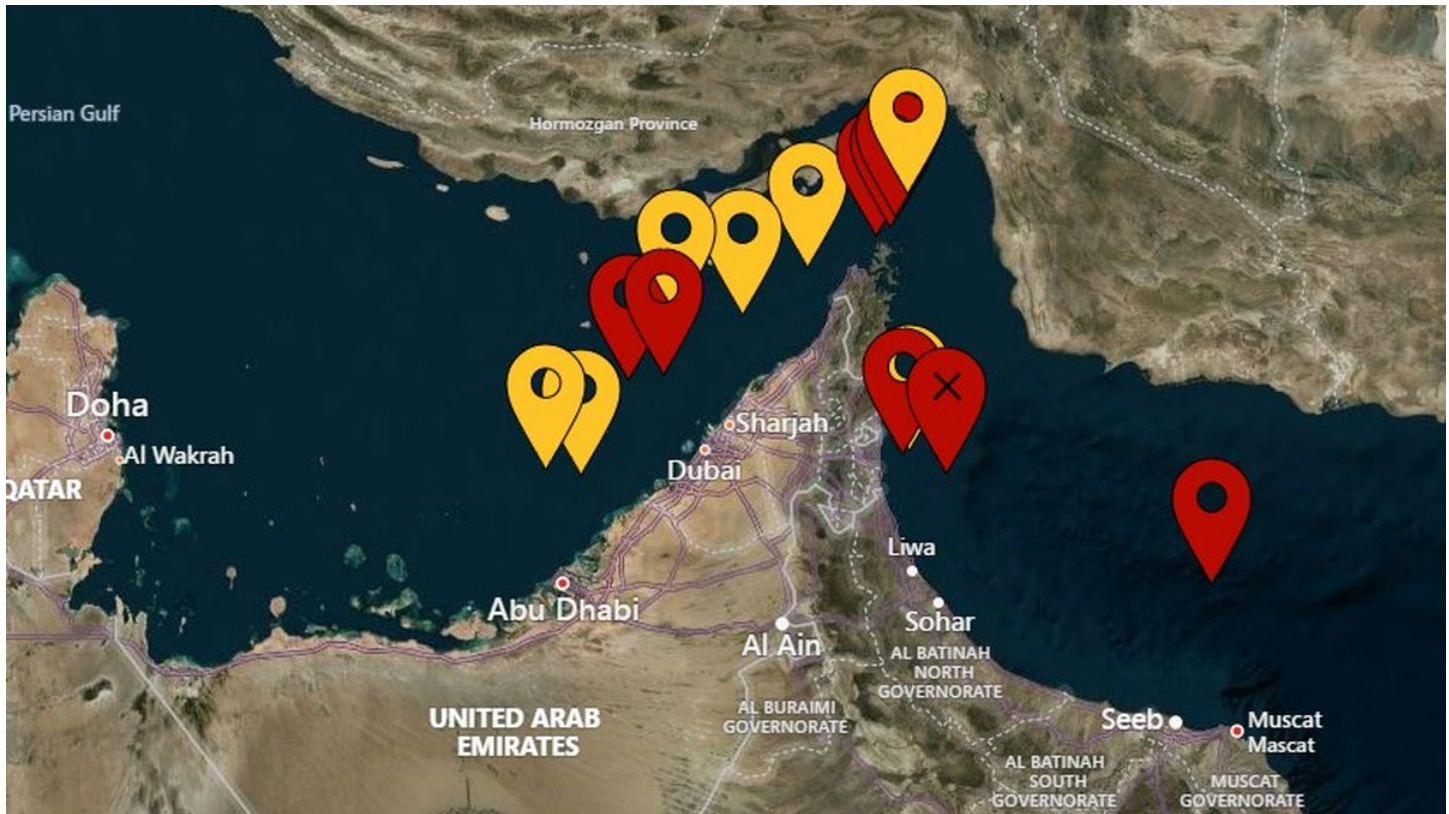 Persian Gulf
Hormozgan Province
Doha
Al Wakrah
QATAR
Sharjah
Dubai
Abu Dhabi
Al Ain
Liwa
Sohar
AL BATINAH
NORTH
GOVERNORATE
AL BURAIMI
GOVERNORATE
UNITED ARAB
EMIRATES
Seeb
Muscat
Mascat
AL BATINAH
SOUTH
GOVERNORATE
MUSCAT
GOVERNORATE